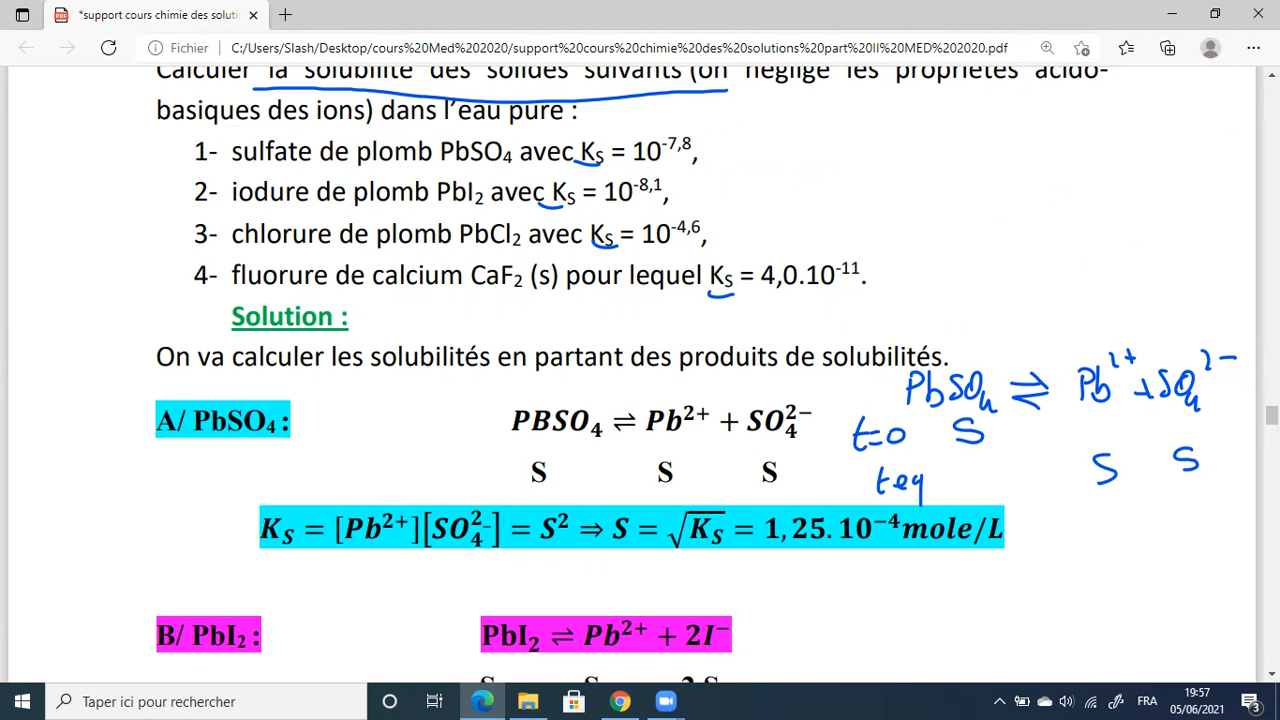 *support cours chimie des soluti
Fichier
C:/Users/Slash/Desktop/cours%20Med%202020/support%20cours%20chimie%20des%20solutions%20part%20II%20MED%202020.pdf
Calculer la solubilité des solides suivants (on néglige les propriétés acido-
basiques des ions) dans l'eau pure :
1- sulfate de plomb PbSO₄ avec Kₛ = 10⁻⁷,⁸,
2- iodure de plomb PbI₂ avec Kₛ = 10⁻⁸,¹,
3- chlorure de plomb PbCl₂ avec Kₛ = 10⁻⁴,⁶,
4- fluorure de calcium CaF₂ (s) pour lequel Kₛ = 4,0.10⁻¹¹.
Solution :
On va calculer les solubilités en partant des produits de solubilités.
PbSO₄ ⇌ Pb²⁺ + SO₄²⁻
A/ PbSO₄ : PBSO₄ ⇌ Pb²⁺ + SO₄²⁻
t=0 S
S S S
teq S S
Kₛ = [Pb²⁺][SO₄²⁻] = S² ⇒ S = √Kₛ = 1,25.10⁻⁴mole/L
B/ PbI₂ : PbI₂ ⇌ Pb²⁺ + 2I⁻
Taper ici pour rechercher
FRA
19:57
05/06/2021
3